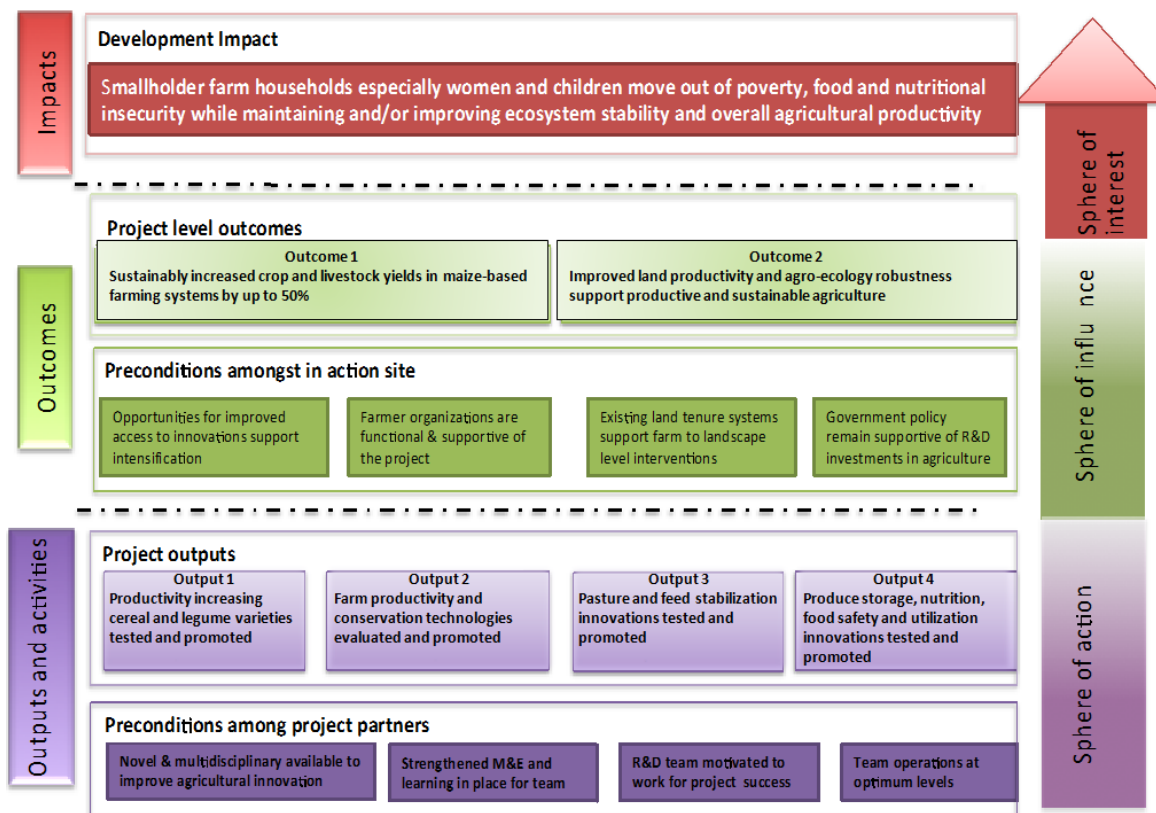 Impacts
Development Impact
Smallholder farm households especially women and children move out of poverty, food and nutritional
insecurity while maintaining and/or improving ecosystem stability and overall agricultural productivity
Sphere of
interest
Outcomes
Project level outcomes
Outcome 1
Sustainably increased crop and livestock yields in maize-based
farming systems by up to 50%
Outcome 2
Improved land productivity and agro-ecology robustness
support productive and sustainable agriculture
Preconditions amongst in action site
Opportunities for improved
access to innovations support
intensification
Farmer organizations are
functional & supportive of
the project
Existing land tenure systems
support farm to landscape
level interventions
Government policy
remain supportive of R&D
investments in agriculture
Sphere of influ nce
Outputs and activities
Project outputs
Output 1
Productivity increasing
cereal and legume varieties
tested and promoted
Output 2
Farm productivity and
conservation technologies
evaluated and promoted
Output 3
Pasture and feed stabilization
innovations tested and
promoted
Output 4
Produce storage, nutrition,
food safety and utilization
innovations tested and
promoted
Preconditions among project partners
Novel & multidisciplinary available to
improve agricultural innovation
Strengthened M&E and
learning in place for team
R&D team motivated to
work for project success
Team operations at
optimum levels
Sphere of action